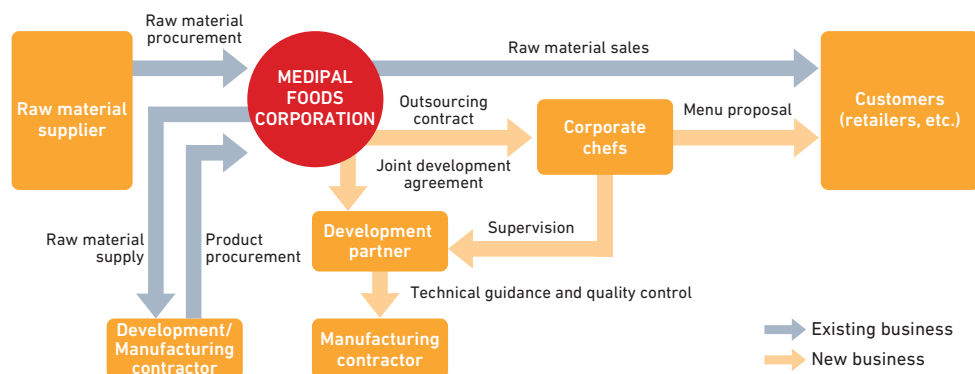 Raw material
procurement
Raw material
supplier
MEDIPAL
FOODS
CORPORATION
Raw material sales
Outsourcing
contract
Corporate
chefs
Menu proposal
Customers
(retailers, etc.)
Joint development
agreement
Raw material
supply
Product
procurement
Development
partner
Supervision
Technical guidance and quality control
Development/
Manufacturing
contractor
Manufacturing
contractor
Existing business
New business